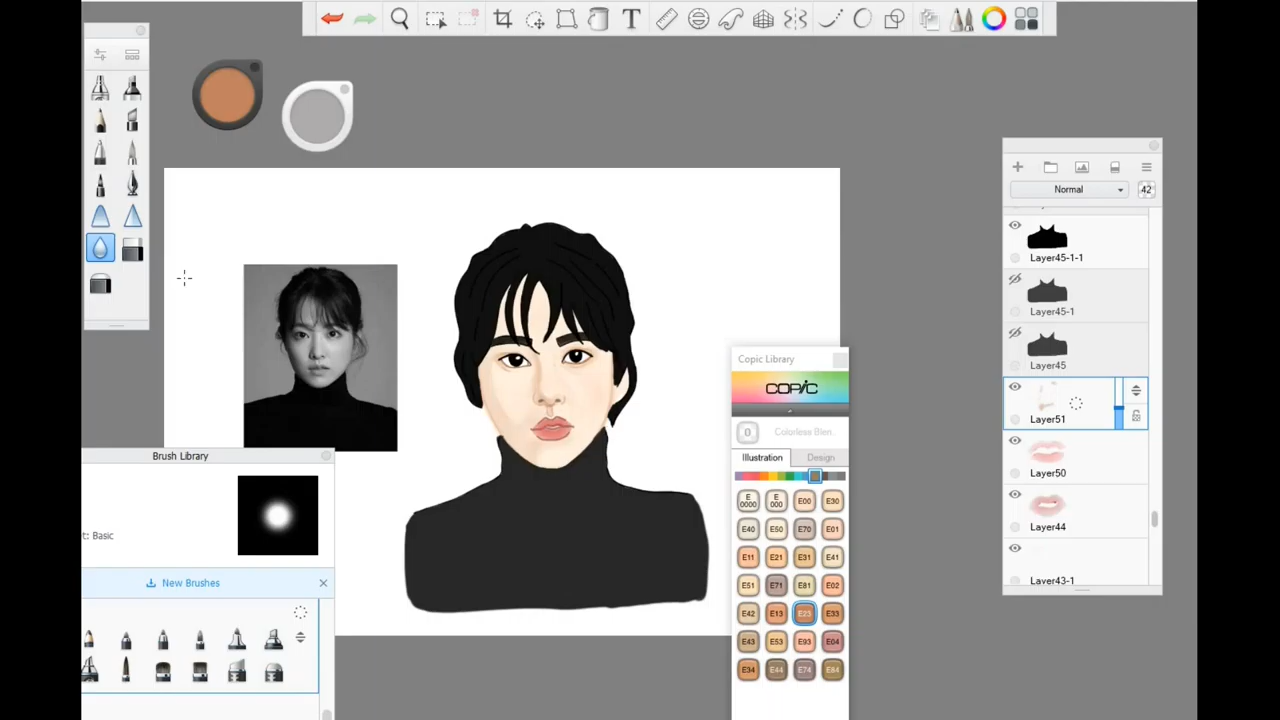 T
Normal
42
Layer45-1-1
Layer45-1
Layer45
Layer51
Layer50
Layer44
Layer43-1
Copic Library
COPIC
0 Colorless Blen.
Illustration Design
E0000 E000 E00 E30
E40 E50 E70 E01
E11 E21 E31 E41
E51 E71 E81 E02
E42 E13 E23 E33
E43 E53 E93 E04
E34 E44 E74 E84
Brush Library
t: Basic
New Brushes